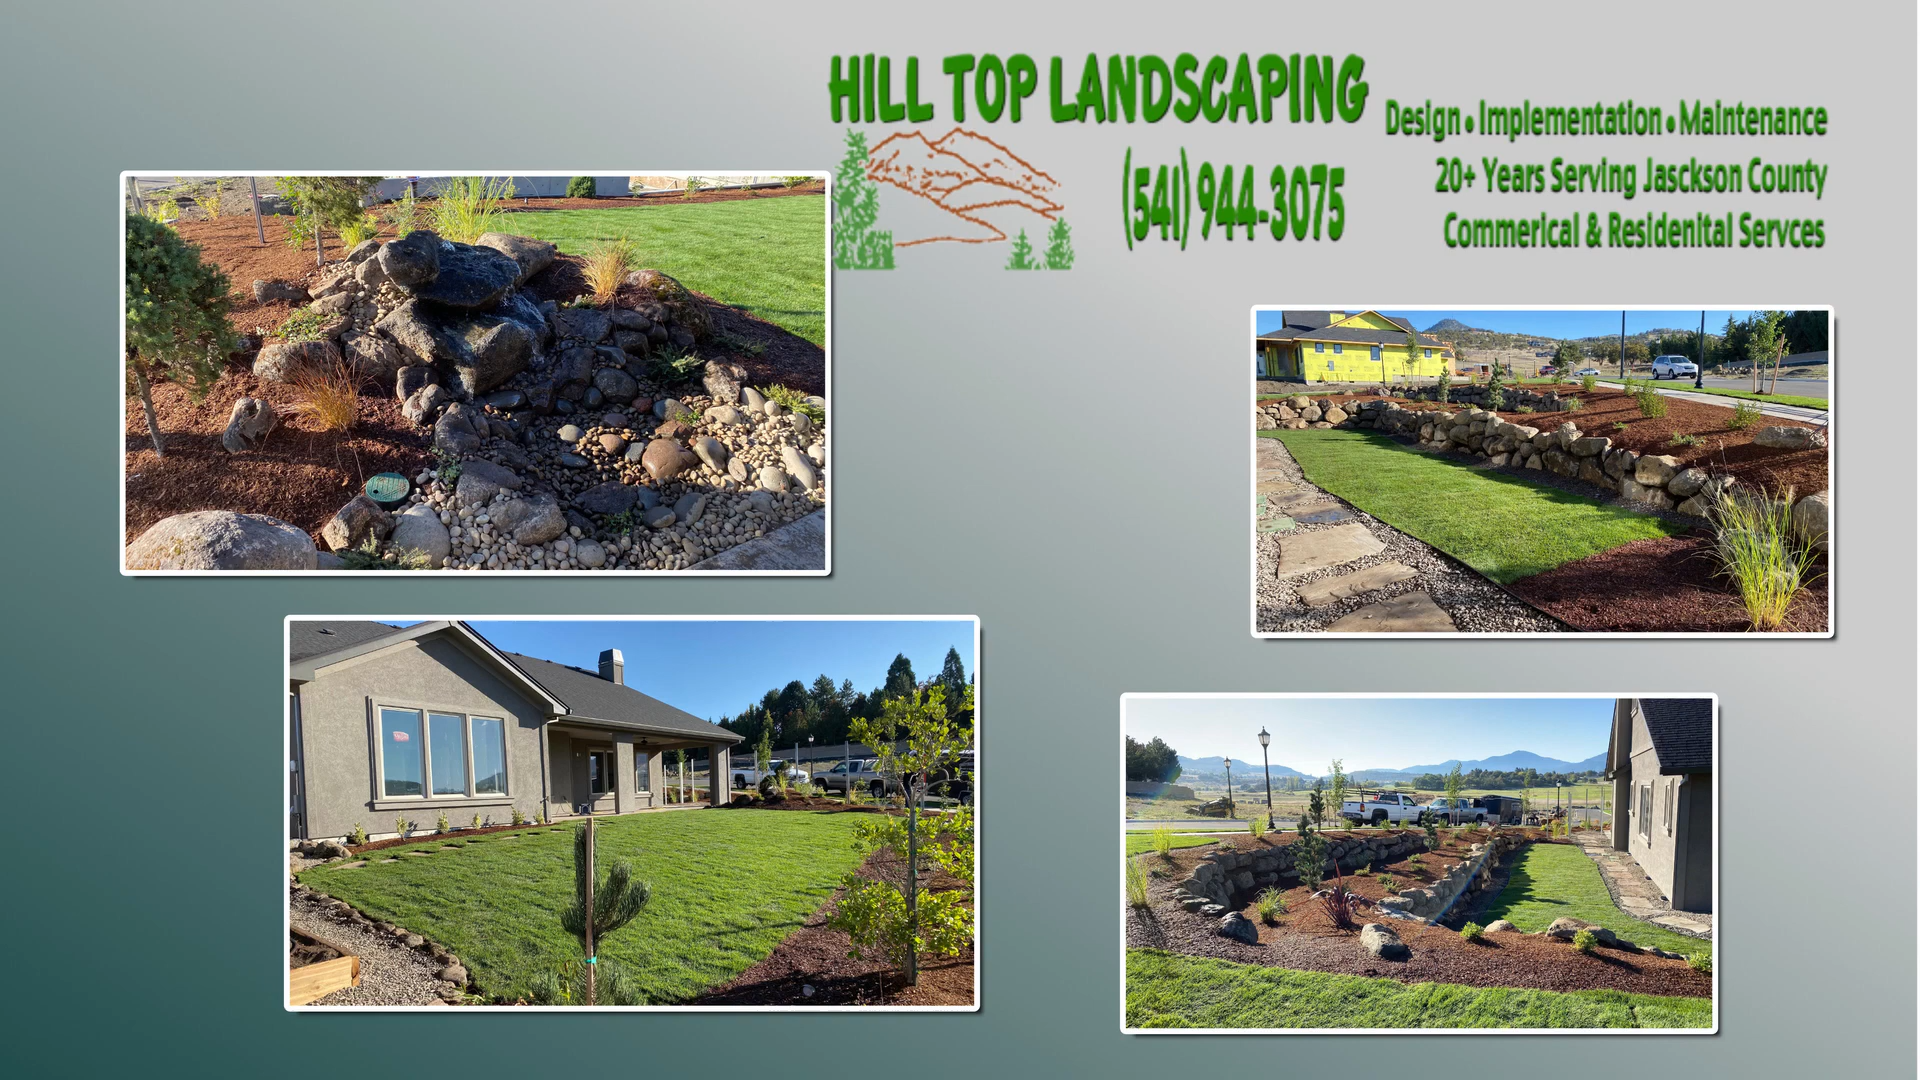 HILL TOP LANDSCAPING
(541) 944-3075
Design • Implementation • Maintenance
20+ Years Serving Jasckson County
Commerical & Residenital Servces